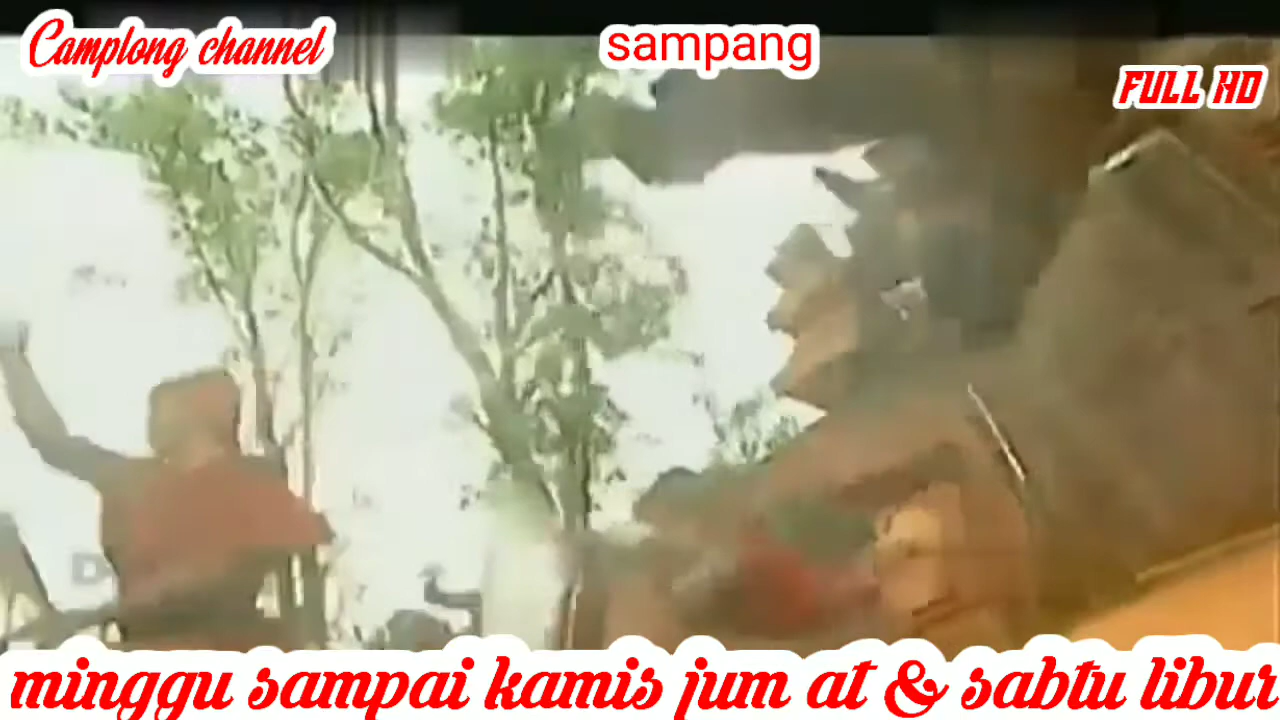 Camplong channel
sampang
FULL HD
minggu sampai kamis jum at & sabtu libur